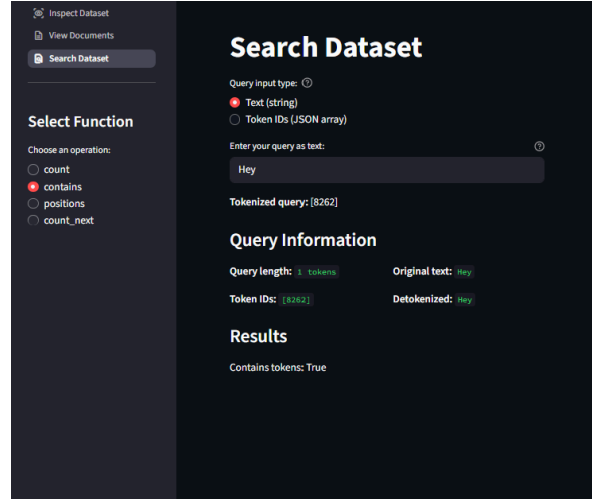 Inspect Dataset
View Documents
Search Dataset
Select Function
Choose an operation:
count
contains
positions
count_next
Search Dataset
Query input type:
Text (string)
Token IDs (JSON array)
Enter your query as text:
Hey
Tokenized query: [8262]
Query Information
Query length: 1 tokens
Original text: Hey
Token IDs: [8262]
Detokenized: Hey
Results
Contains tokens: True